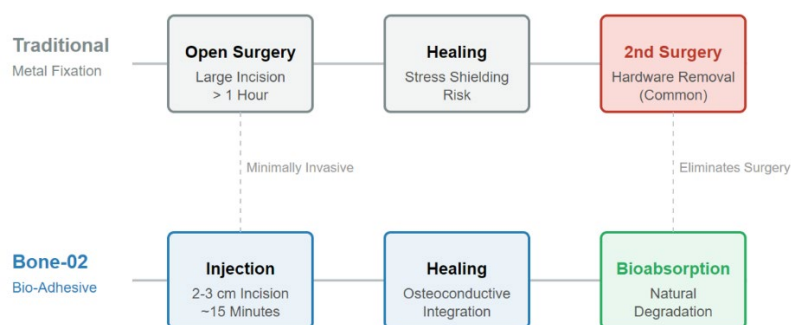 Traditional
Metal Fixation
Open Surgery
Large Incision
> 1 Hour
Healing
Stress Shielding
Risk
2nd Surgery
Hardware Removal
(Common)
Minimally Invasive
Eliminates Surgery
Bone-02
Bio-Adhesive
Injection
2-3 cm Incision
~15 Minutes
Healing
Osteoconductive
Integration
Bioabsorption
Natural
Degradation